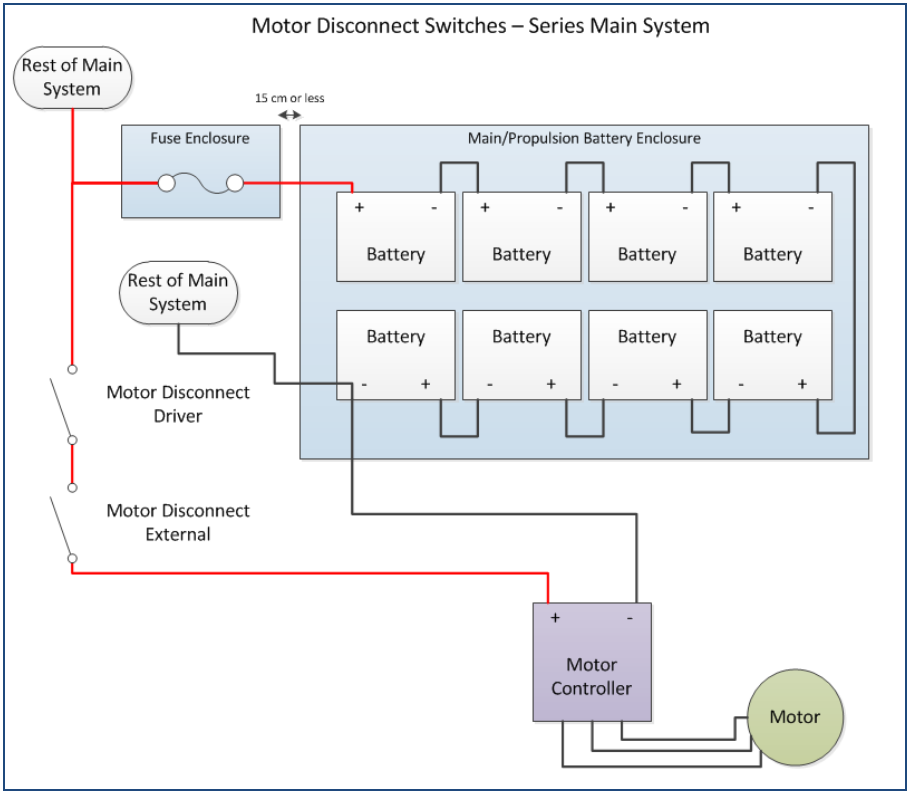 Motor Disconnect Switches – Series Main System
Rest of Main
System
15 cm or less
Fuse Enclosure
Main/Propulsion Battery Enclosure
+ - + - + - + -
Battery Battery Battery Battery
Rest of Main
System
Battery Battery Battery Battery
- + - + - + - +
Motor Disconnect
Driver
Motor Disconnect
External
+ -
Motor
Controller
Motor